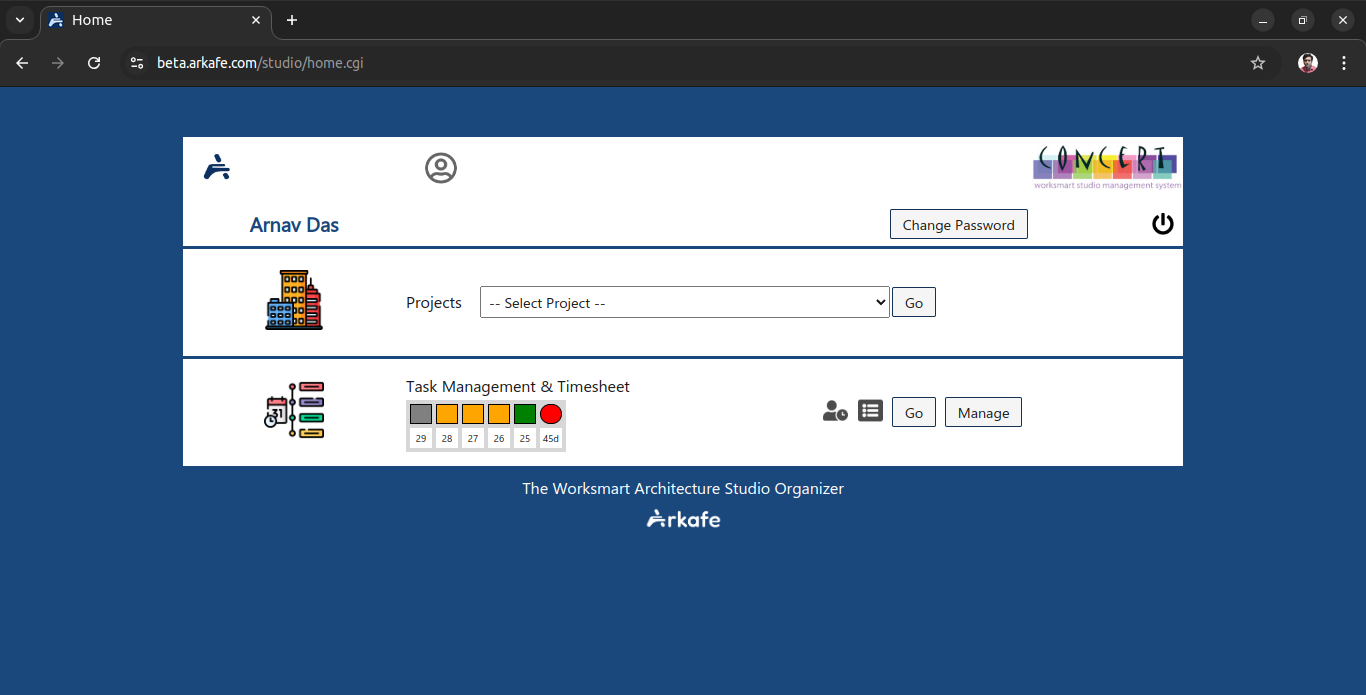 Home
beta.arkafe.com/studio/home.cgi
CONCERT
worksmart studio management system
Arnav Das
Change Password
Projects
-- Select Project --
Go
Task Management & Timesheet
31
29 28 27 26 25 45d
Go
Manage
The Worksmart Architecture Studio Organizer
Arkafe